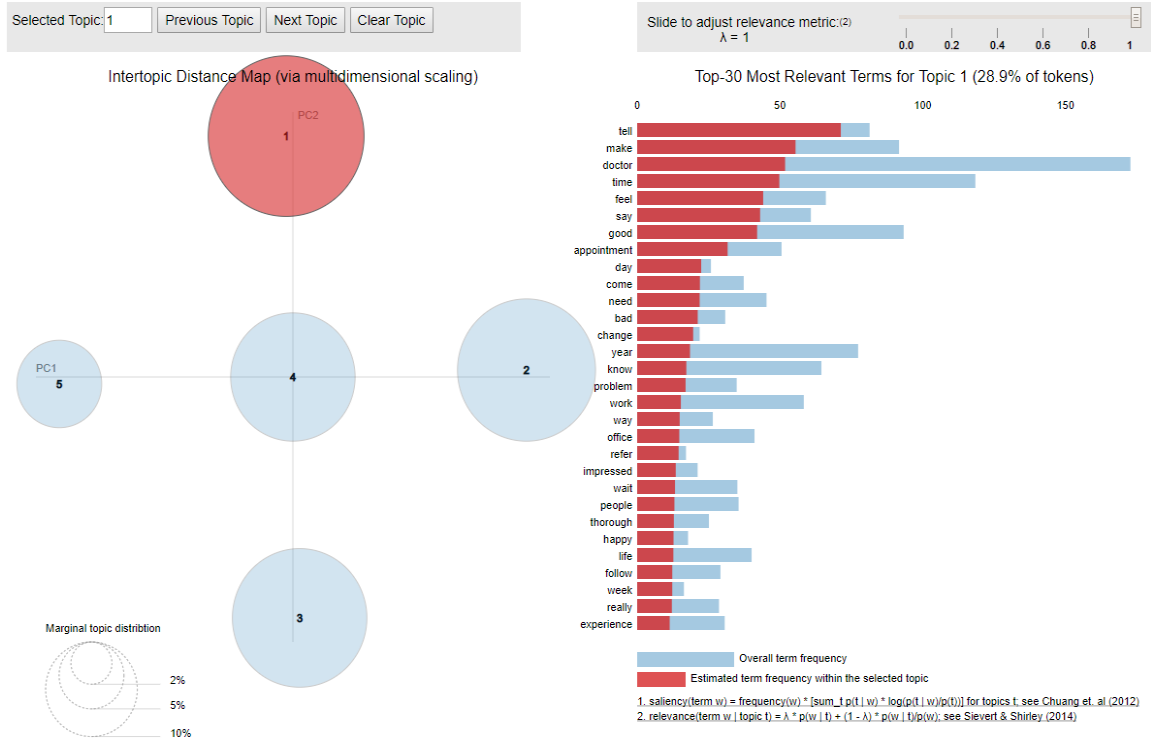 Selected Topic: 1 Previous Topic Next Topic Clear Topic
Slide to adjust relevance metric:(2)
λ = 1
0.0 0.2 0.4 0.6 0.8 1
Intertopic Distance Map (via multidimensional scaling)
PC2
1
PC1
5
4
2
3
Marginal topic distribtion
2%
5%
10%
Top-30 Most Relevant Terms for Topic 1 (28.9% of tokens)
0 50 100 150
tell
make
doctor
time
feel
say
good
appointment
day
come
need
bad
change
year
know
problem
work
way
office
refer
impressed
wait
people
thorough
happy
life
follow
week
really
experience
Overall term frequency
Estimated term frequency within the selected topic
1. saliency(term w) = frequency(w) * [sum_t p(t | w) * log(p(t | w)/p(t))] for topics t; see Chuang et. al (2012)
2. relevance(term w | topic t) = λ * p(w | t) + (1 - λ) * p(w | t)/p(w); see Sievert & Shirley (2014)